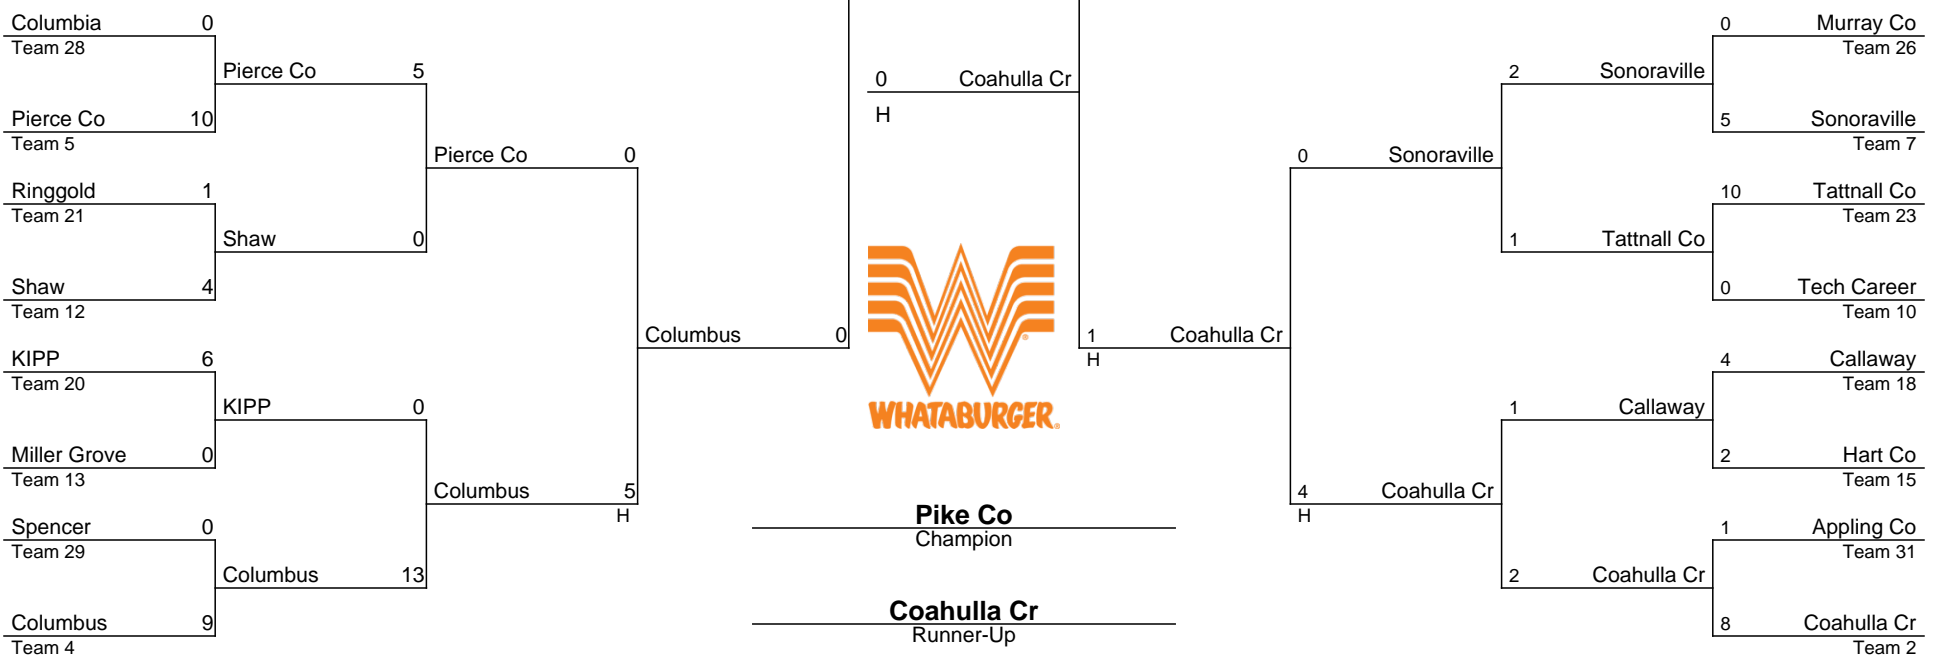 Columbia 0
Team 28
Pierce Co 5
Pierce Co 10
Team 5
Pierce Co 0
Ringgold 1
Team 21
Shaw 0
Shaw 4
Team 12
Columbus 0
KIPP 6
Team 20
KIPP 0
Miller Grove 0
Team 13
Columbus 5
H
Spencer 0
Team 29
Columbus 13
Columbus 9
Team 4
0 Coahulla Cr
H
WHATABURGER
Pike Co
Champion
Coahulla Cr
Runner-Up
0 Murray Co
Team 26
2 Sonoraville
5 Sonoraville
Team 7
0 Sonoraville
10 Tattnall Co
Team 23
1 Tattnall Co
0 Tech Career
Team 10
1 Coahulla Cr
H
4 Callaway
Team 18
1 Callaway
2 Hart Co
Team 15
4 Coahulla Cr
H
1 Appling Co
Team 31
2 Coahulla Cr
8 Coahulla Cr
Team 2